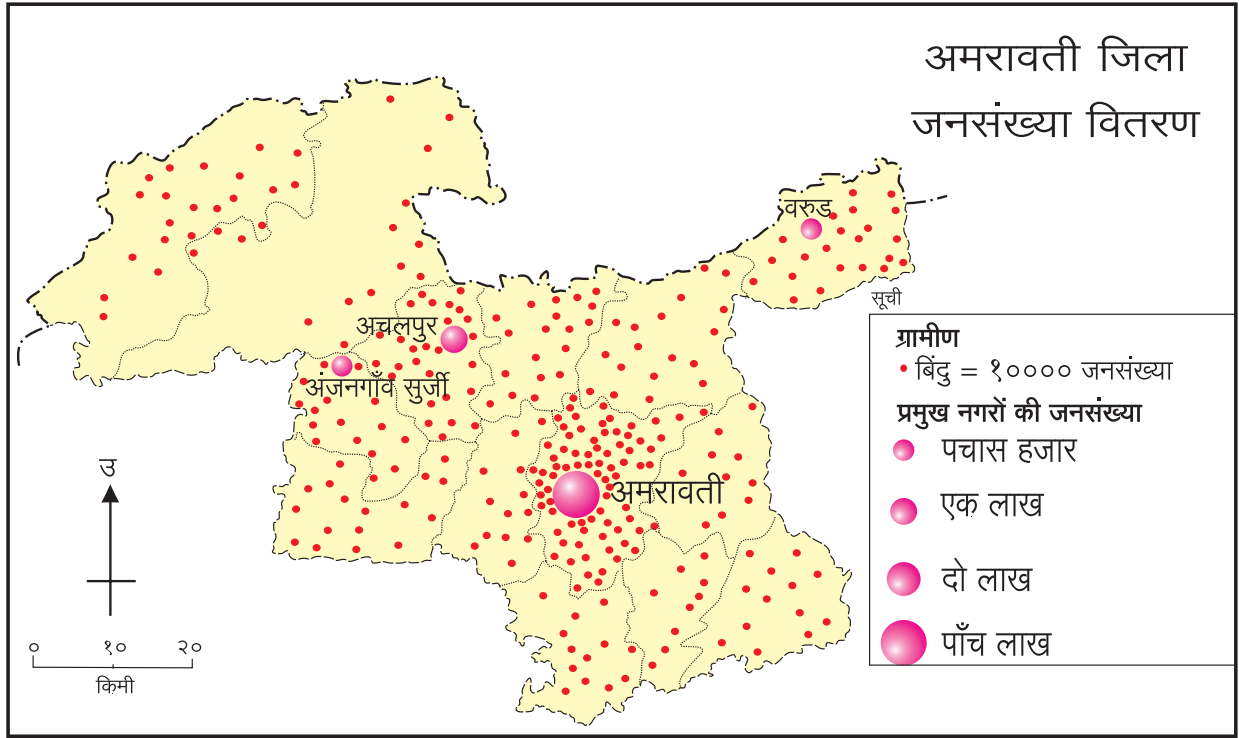 अमरावती जिला
जनसंख्या वितरण
वरुड
अचलपुर
अंजनगाँव सुर्जी
अमरावती
उ
० १० २०
किमी
सूची
ग्रामीण
बिंदु = १०००० जनसंख्या
प्रमुख नगरों की जनसंख्या
पचास हजार
एक लाख
दो लाख
पाँच लाख